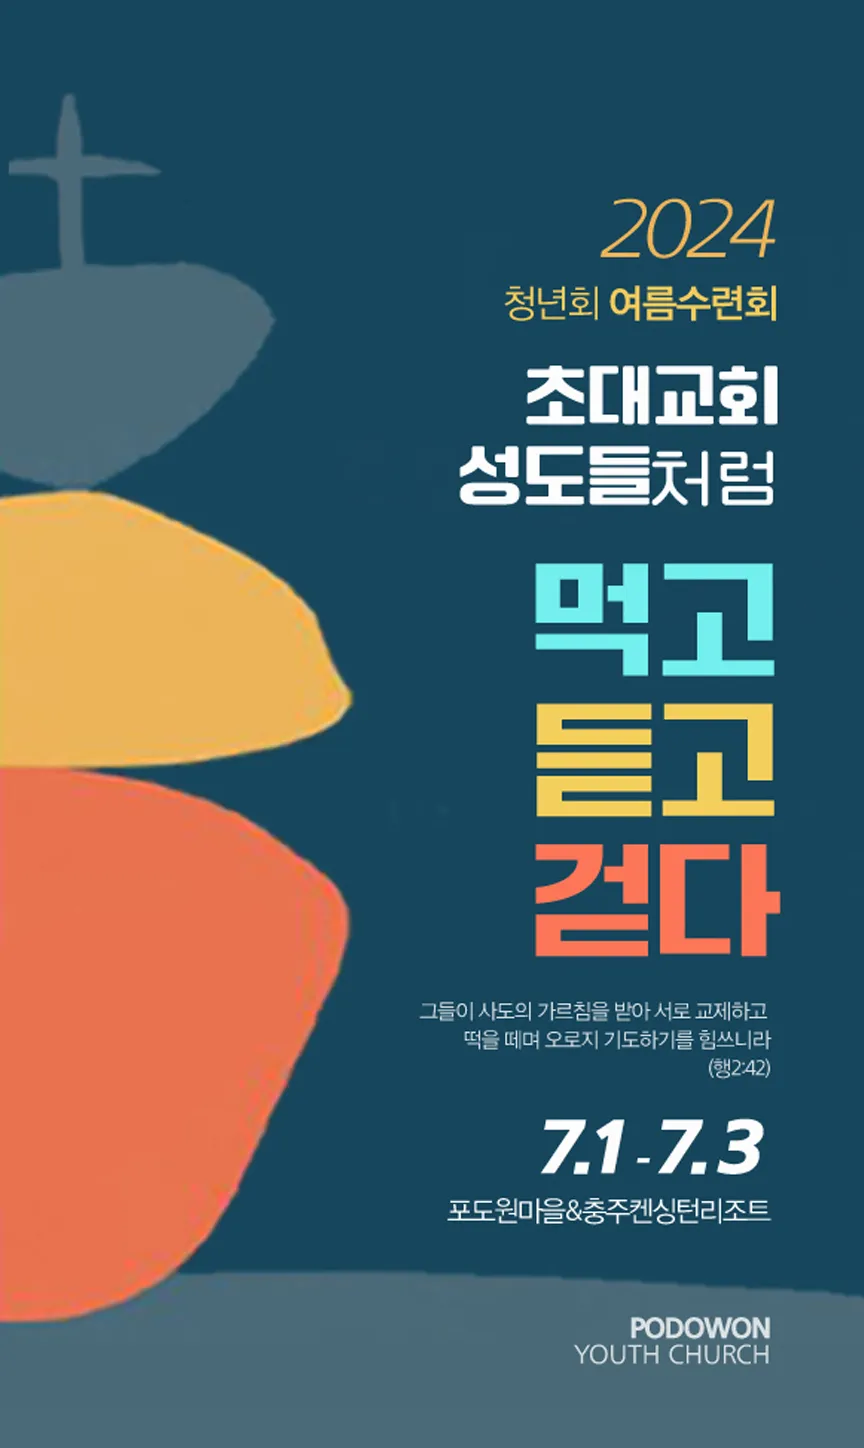 2024
청년회 여름수련회
초대교회
성도들처럼
먹고
듣고
걷다
그들이 사도의 가르침을 받아 서로 교제하고
떡을 떼며 오로지 기도하기를 힘쓰니라
(행2:42)
7.1-7.3
포도원마을&충주켄싱턴리조트
PODOWON
YOUTH CHURCH